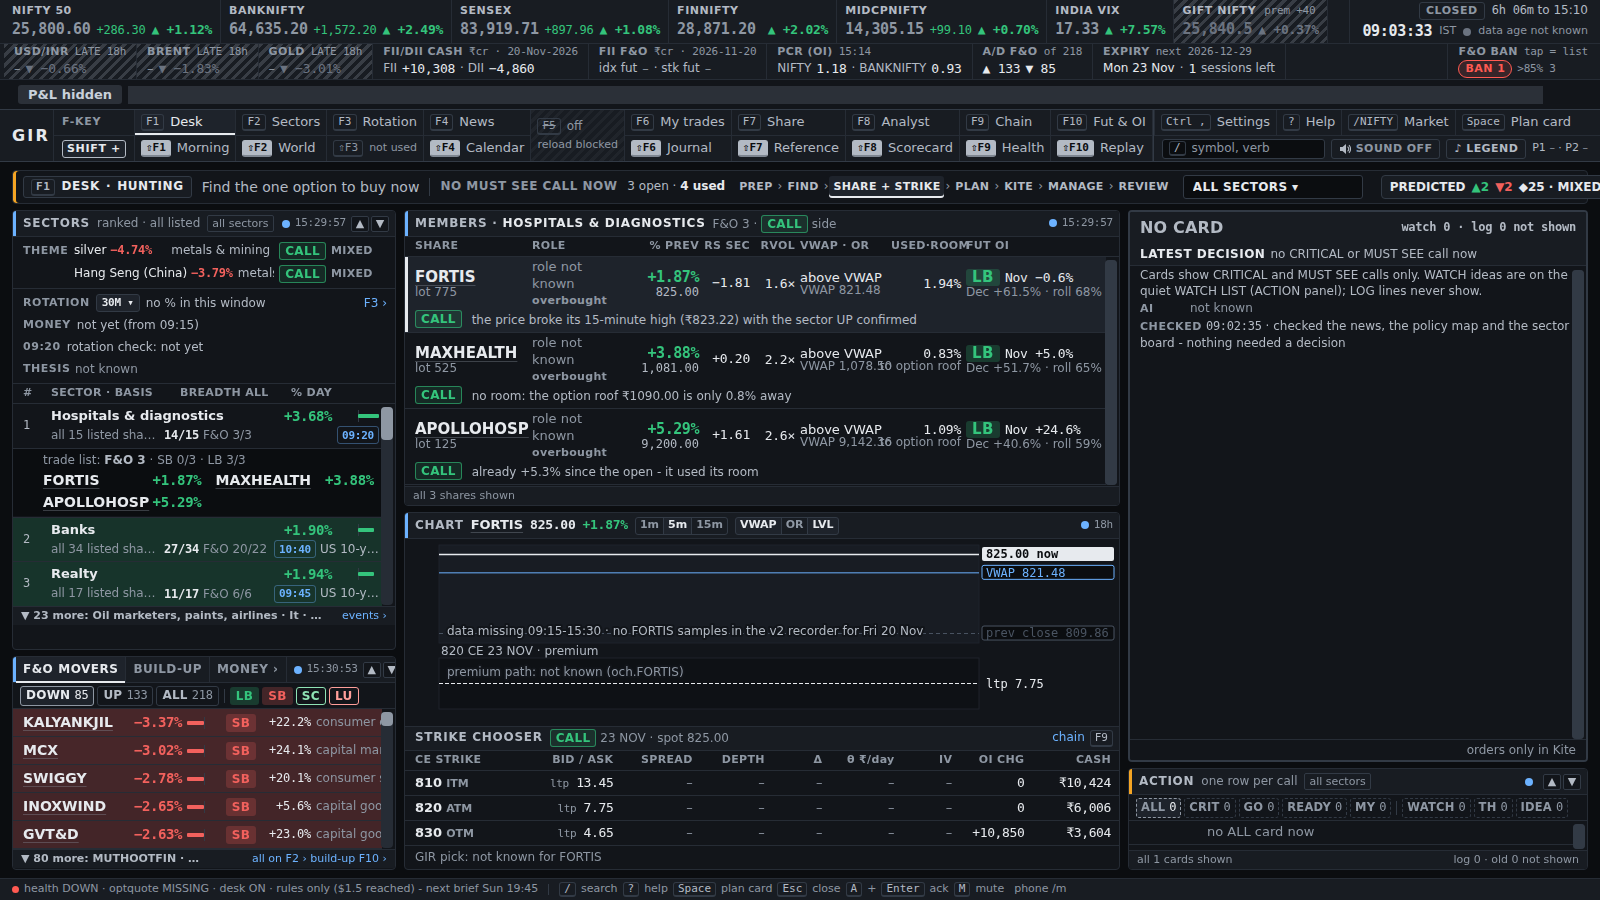 NIFTY 50
25,800.60 +286.30 ▲ +1.12%
BANKNIFTY
64,635.20 +1,572.20 ▲ +2.49%
SENSEX
83,919.71 +897.96 ▲ +1.08%
FINNIFTY
28,871.20 ▲ +2.02%
MIDCPNIFTY
14,305.15 +99.10 ▲ +0.70%
INDIA VIX
17.33 ▲ +7.57%
GIFT NIFTY prem +40
25,840.5 ▲ +0.37%
CLOSED 6h 06m to 15:10
09:03:33 IST data age not known
USD/INR LATE 18h
– ▼ −0.66%
BRENT LATE 18h
– ▼ −1.83%
GOLD LATE 18h
– ▼ −3.01%
FII/DII CASH ₹cr · 20-Nov-2026
FII +10,308 · DII −4,860
FII F&O ₹cr · 2026-11-20
idx fut – · stk fut –
PCR (OI) 15:14
NIFTY 1.18 · BANKNIFTY 0.93
A/D F&O of 218
▲ 133 ▼ 85
EXPIRY next 2026-12-29
Mon 23 Nov · 1 sessions left
F&O BAN tap = list
BAN 1 >85% 3
P&L hidden
GIR
F-KEY
SHIFT +
F1 Desk
F2 Sectors
F3 Rotation
F4 News
F5 off
reload blocked
F6 My trades
F7 Share
F8 Analyst
F9 Chain
F10 Fut & OI
Ctrl , Settings
? Help
/NIFTY Market
Space Plan card
⇧F1 Morning
⇧F2 World
⇧F3 not used
⇧F4 Calendar
⇧F6 Journal
⇧F7 Reference
⇧F8 Scorecard
⇧F9 Health
⇧F10 Replay
/ symbol, verb
SOUND OFF
♪ LEGEND
P1 – · P2 –
F1 DESK · HUNTING
Find the one option to buy now
NO MUST SEE CALL NOW
3 open · 4 used
PREP › FIND › SHARE + STRIKE › PLAN › KITE › MANAGE › REVIEW
ALL SECTORS ▾
PREDICTED ▲2 ▼2 ◆25 · MIXED
SECTORS ranked · all listed all sectors 15:29:57 ▲ ▼
THEME silver −4.74% metals & mining CALL MIXED
Hang Seng (China) −3.79% metals CALL MIXED
ROTATION 30M ▾ no % in this window F3 ›
MONEY not yet (from 09:15)
09:20 rotation check: not yet
THESIS not known
# SECTOR · BASIS BREADTH ALL % DAY
1 Hospitals & diagnostics +3.68%
all 15 listed sha… 14/15 F&O 3/3 09:20
trade list: F&O 3 · SB 0/3 · LB 3/3
FORTIS +1.87% MAXHEALTH +3.88%
APOLLOHOSP +5.29%
2 Banks +1.90%
all 34 listed sha… 27/34 F&O 20/22 10:40 US 10-y…
3 Realty +1.94%
all 17 listed sha… 11/17 F&O 6/6 09:45 US 10-y…
▼ 23 more: Oil marketers, paints, airlines · It · … events ›
F&O MOVERS BUILD-UP MONEY › 15:30:53 ▲ ▼
DOWN 85 UP 133 ALL 218 LB SB SC LU
KALYANKJIL −3.37% SB +22.2% consumer
MCX −3.02% SB +24.1% capital mar
SWIGGY −2.78% SB +20.1% consumer s
INOXWIND −2.65% SB +5.6% capital goo
GVT&D −2.63% SB +23.0% capital goo
▼ 80 more: MUTHOOTFIN · … all on F2 › build-up F10 ›
MEMBERS · HOSPITALS & DIAGNOSTICS F&O 3 · CALL side 15:29:57
SHARE ROLE % PREV RS SEC RVOL VWAP · OR USED·ROOM FUT OI
FORTIS
lot 775
role not known
overbought
+1.87%
825.00
−1.81 1.6×
above VWAP
VWAP 821.48
1.94%
LB Nov −0.6%
Dec +61.5% · roll 68%
CALL the price broke its 15-minute high (₹823.22) with the sector UP confirmed
MAXHEALTH
lot 525
role not known
overbought
+3.88%
1,081.00
+0.20 2.2×
above VWAP
VWAP 1,078.50
0.83%
to option roof
LB Nov +5.0%
Dec +51.7% · roll 65%
CALL no room: the option roof ₹1090.00 is only 0.8% away
APOLLOHOSP
lot 125
role not known
overbought
+5.29%
9,200.00
+1.61 2.6×
above VWAP
VWAP 9,142.36
1.09%
to option roof
LB Nov +24.6%
Dec +40.6% · roll 59%
CALL already +5.3% since the open - it used its room
all 3 shares shown
CHART FORTIS 825.00 +1.87% 1m 5m 15m VWAP OR LVL 18h
825.00 now
VWAP 821.48
data missing 09:15-15:30 · no FORTIS samples in the v2 recorder for Fri 20 Nov
prev close 809.86
820 CE 23 NOV · premium
premium path: not known (och.FORTIS)
ltp 7.75
STRIKE CHOOSER CALL 23 NOV · spot 825.00 chain F9
CE STRIKE BID / ASK SPREAD DEPTH Δ θ ₹/day IV OI CHG CASH
810 ITM ltp 13.45 – – – – – 0 ₹10,424
820 ATM ltp 7.75 – – – – – 0 ₹6,006
830 OTM ltp 4.65 – – – – – +10,850 ₹3,604
GIR pick: not known for FORTIS
NO CARD watch 0 · log 0 not shown
LATEST DECISION no CRITICAL or MUST SEE call now
Cards show CRITICAL and MUST SEE calls only. WATCH ideas are on the
quiet WATCH LIST (ACTION panel); LOG lines never show.
AI not known
CHECKED 09:02:35 · checked the news, the policy map and the sector
board - nothing needed a decision
orders only in Kite
ACTION one row per call all sectors ▲ ▼
ALL 0 CRIT 0 GO 0 READY 0 MY 0 WATCH 0 TH 0 IDEA 0
no ALL card now
all 1 cards shown log 0 · old 0 not shown
health DOWN · optquote MISSING · desk ON · rules only ($1.5 reached) - next brief Sun 19:45 / search ? help Space plan card Esc close A + Enter ack M mute phone /m